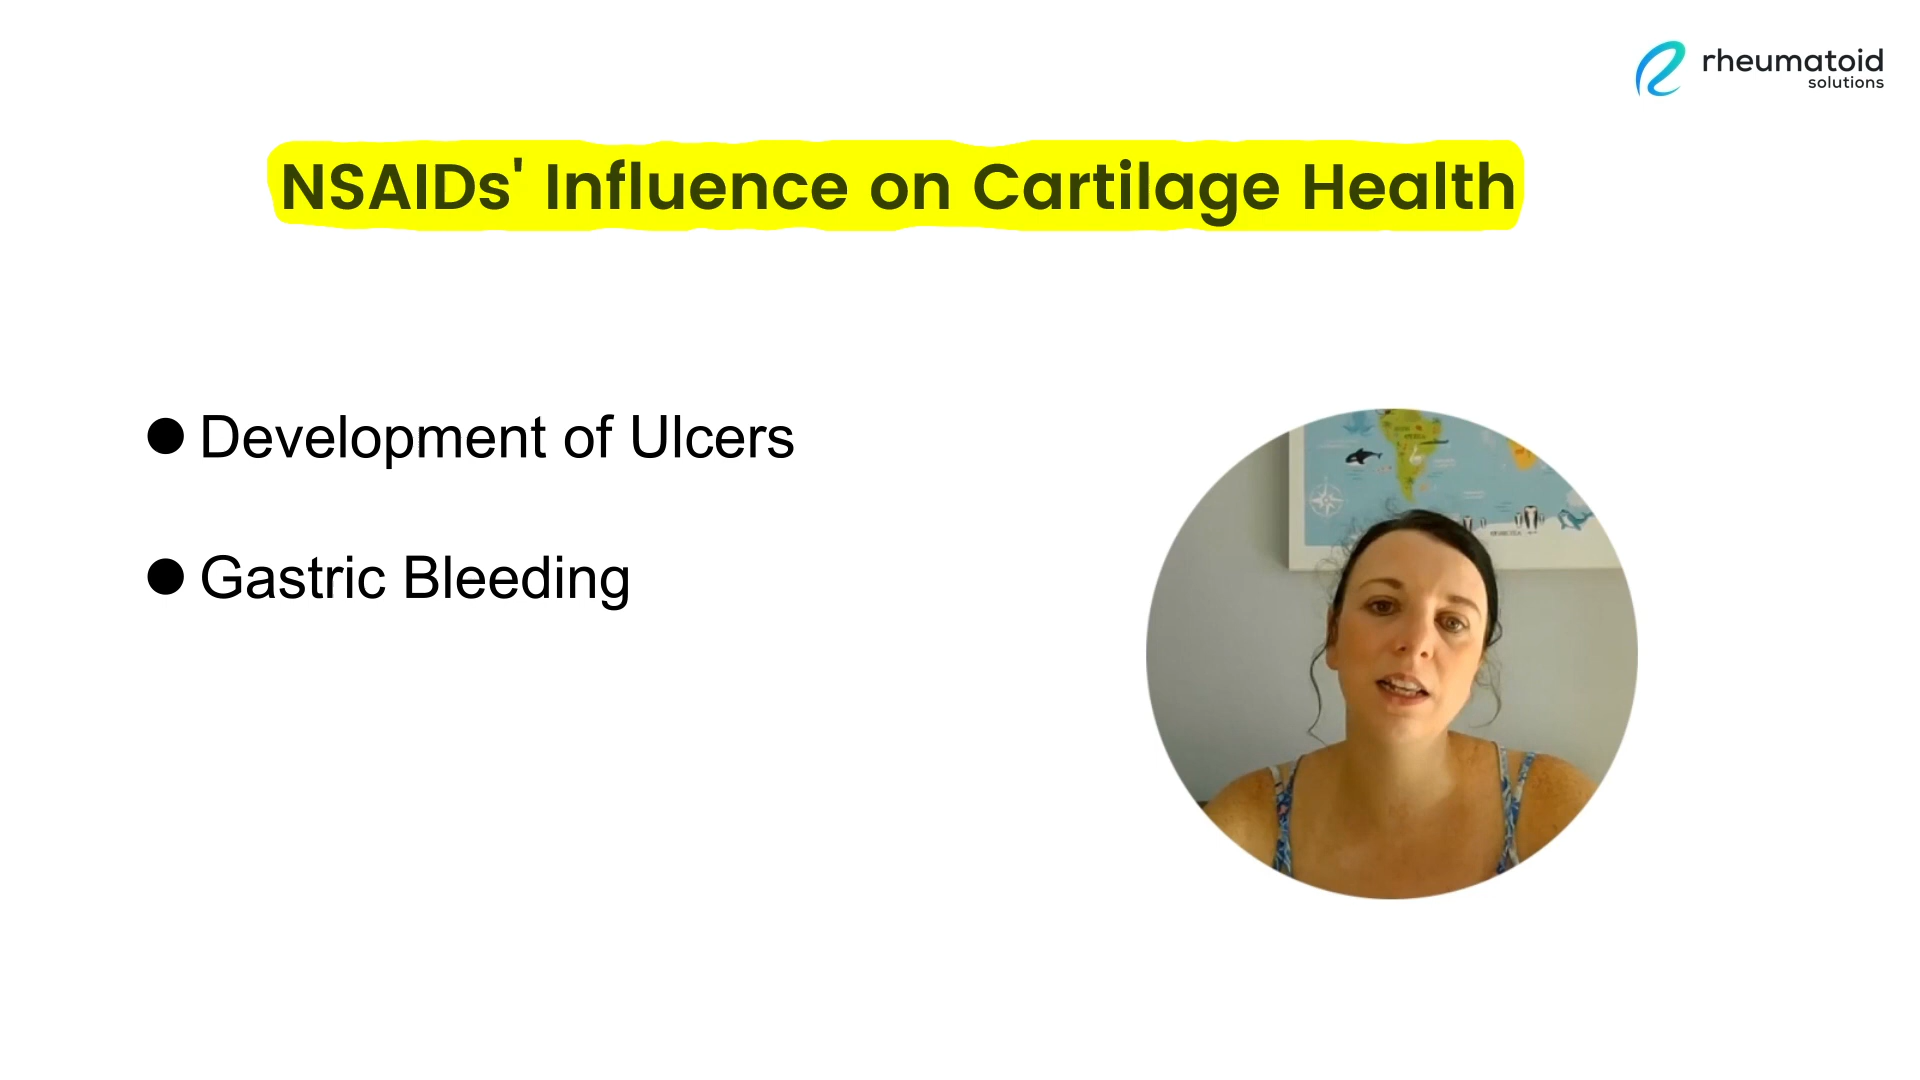 rheumatoid
solutions
NSAIDs' Influence on Cartilage Health
● Development of Ulcers
● Gastric Bleeding